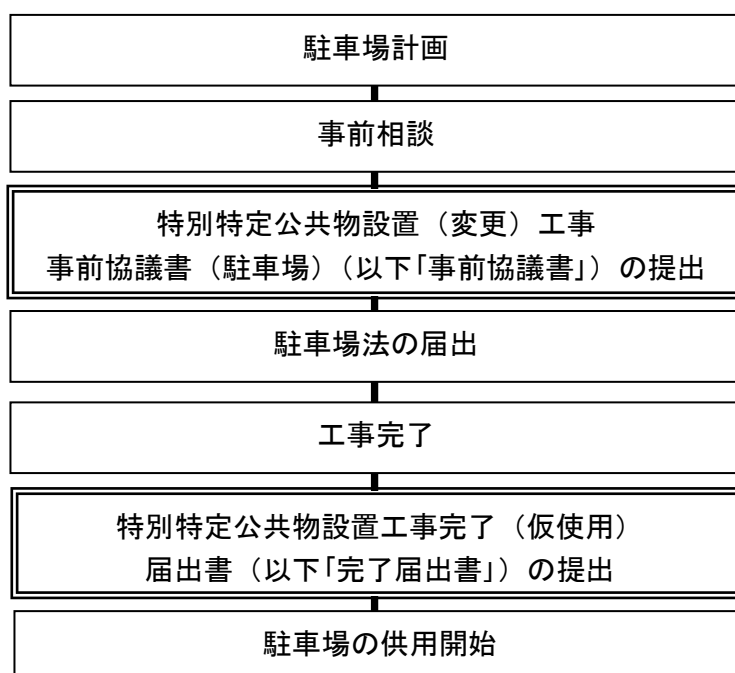 駐車場計画
事前相談
特別特定公共物設置（変更）工事
事前協議書（駐車場）（以下「事前協議書」）の提出
駐車場法の届出
工事完了
特別特定公共物設置工事完了（仮使用）
届出書（以下「完了届出書」）の提出
駐車場の供用開始